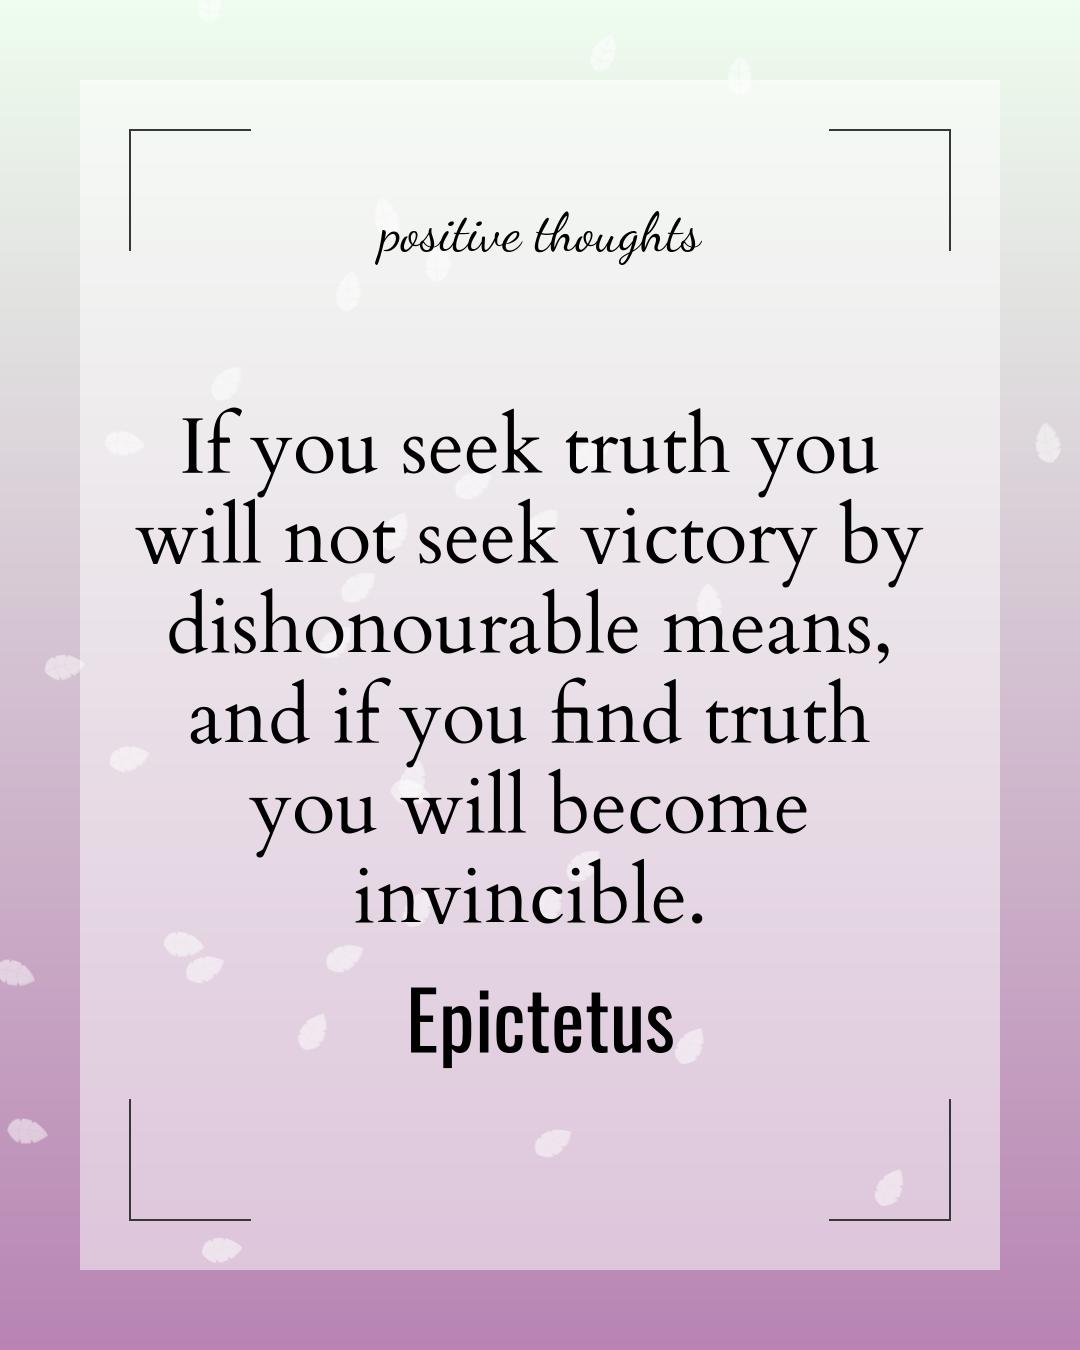 positive thoughts
If you seek truth you
will not seek victory by
dishonourable means,
and if you find truth
you will become
invincible.
Epictetus